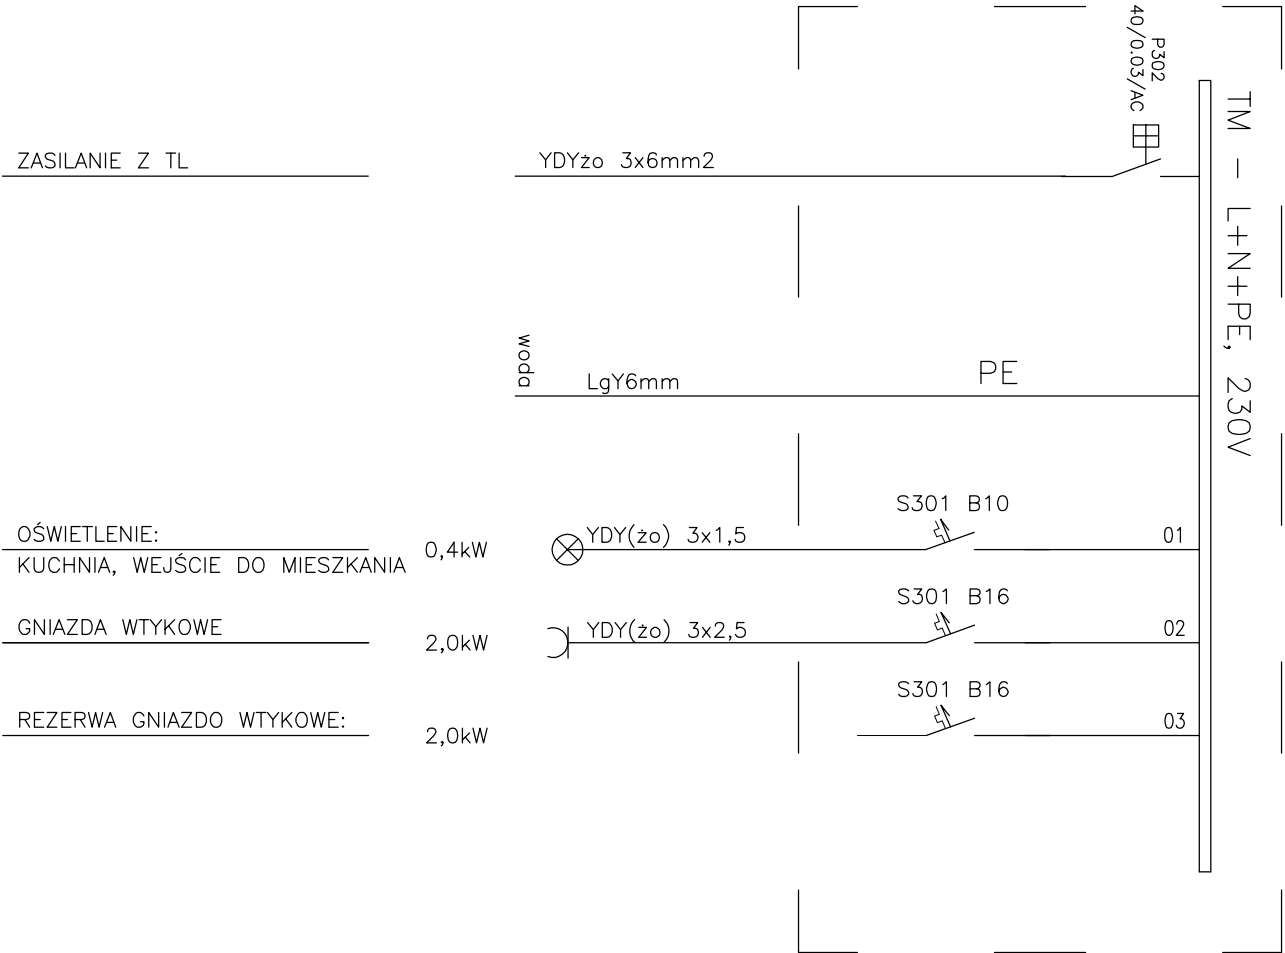 P302
40/0.03/AC
TM - L+N+PE, 230V
ZASILANIE Z TL
YDYżo 3x6mm2
woda
LgY6mm
PE
S301 B10
OŚWIETLENIE:
KUCHNIA, WEJŚCIE DO MIESZKANIA
0,4kW
YDY(żo) 3x1,5
01
S301 B16
GNIAZDA WTYKOWE
2,0kW
YDY(żo) 3x2,5
02
S301 B16
REZERWA GNIAZDO WTYKOWE:
2,0kW
03